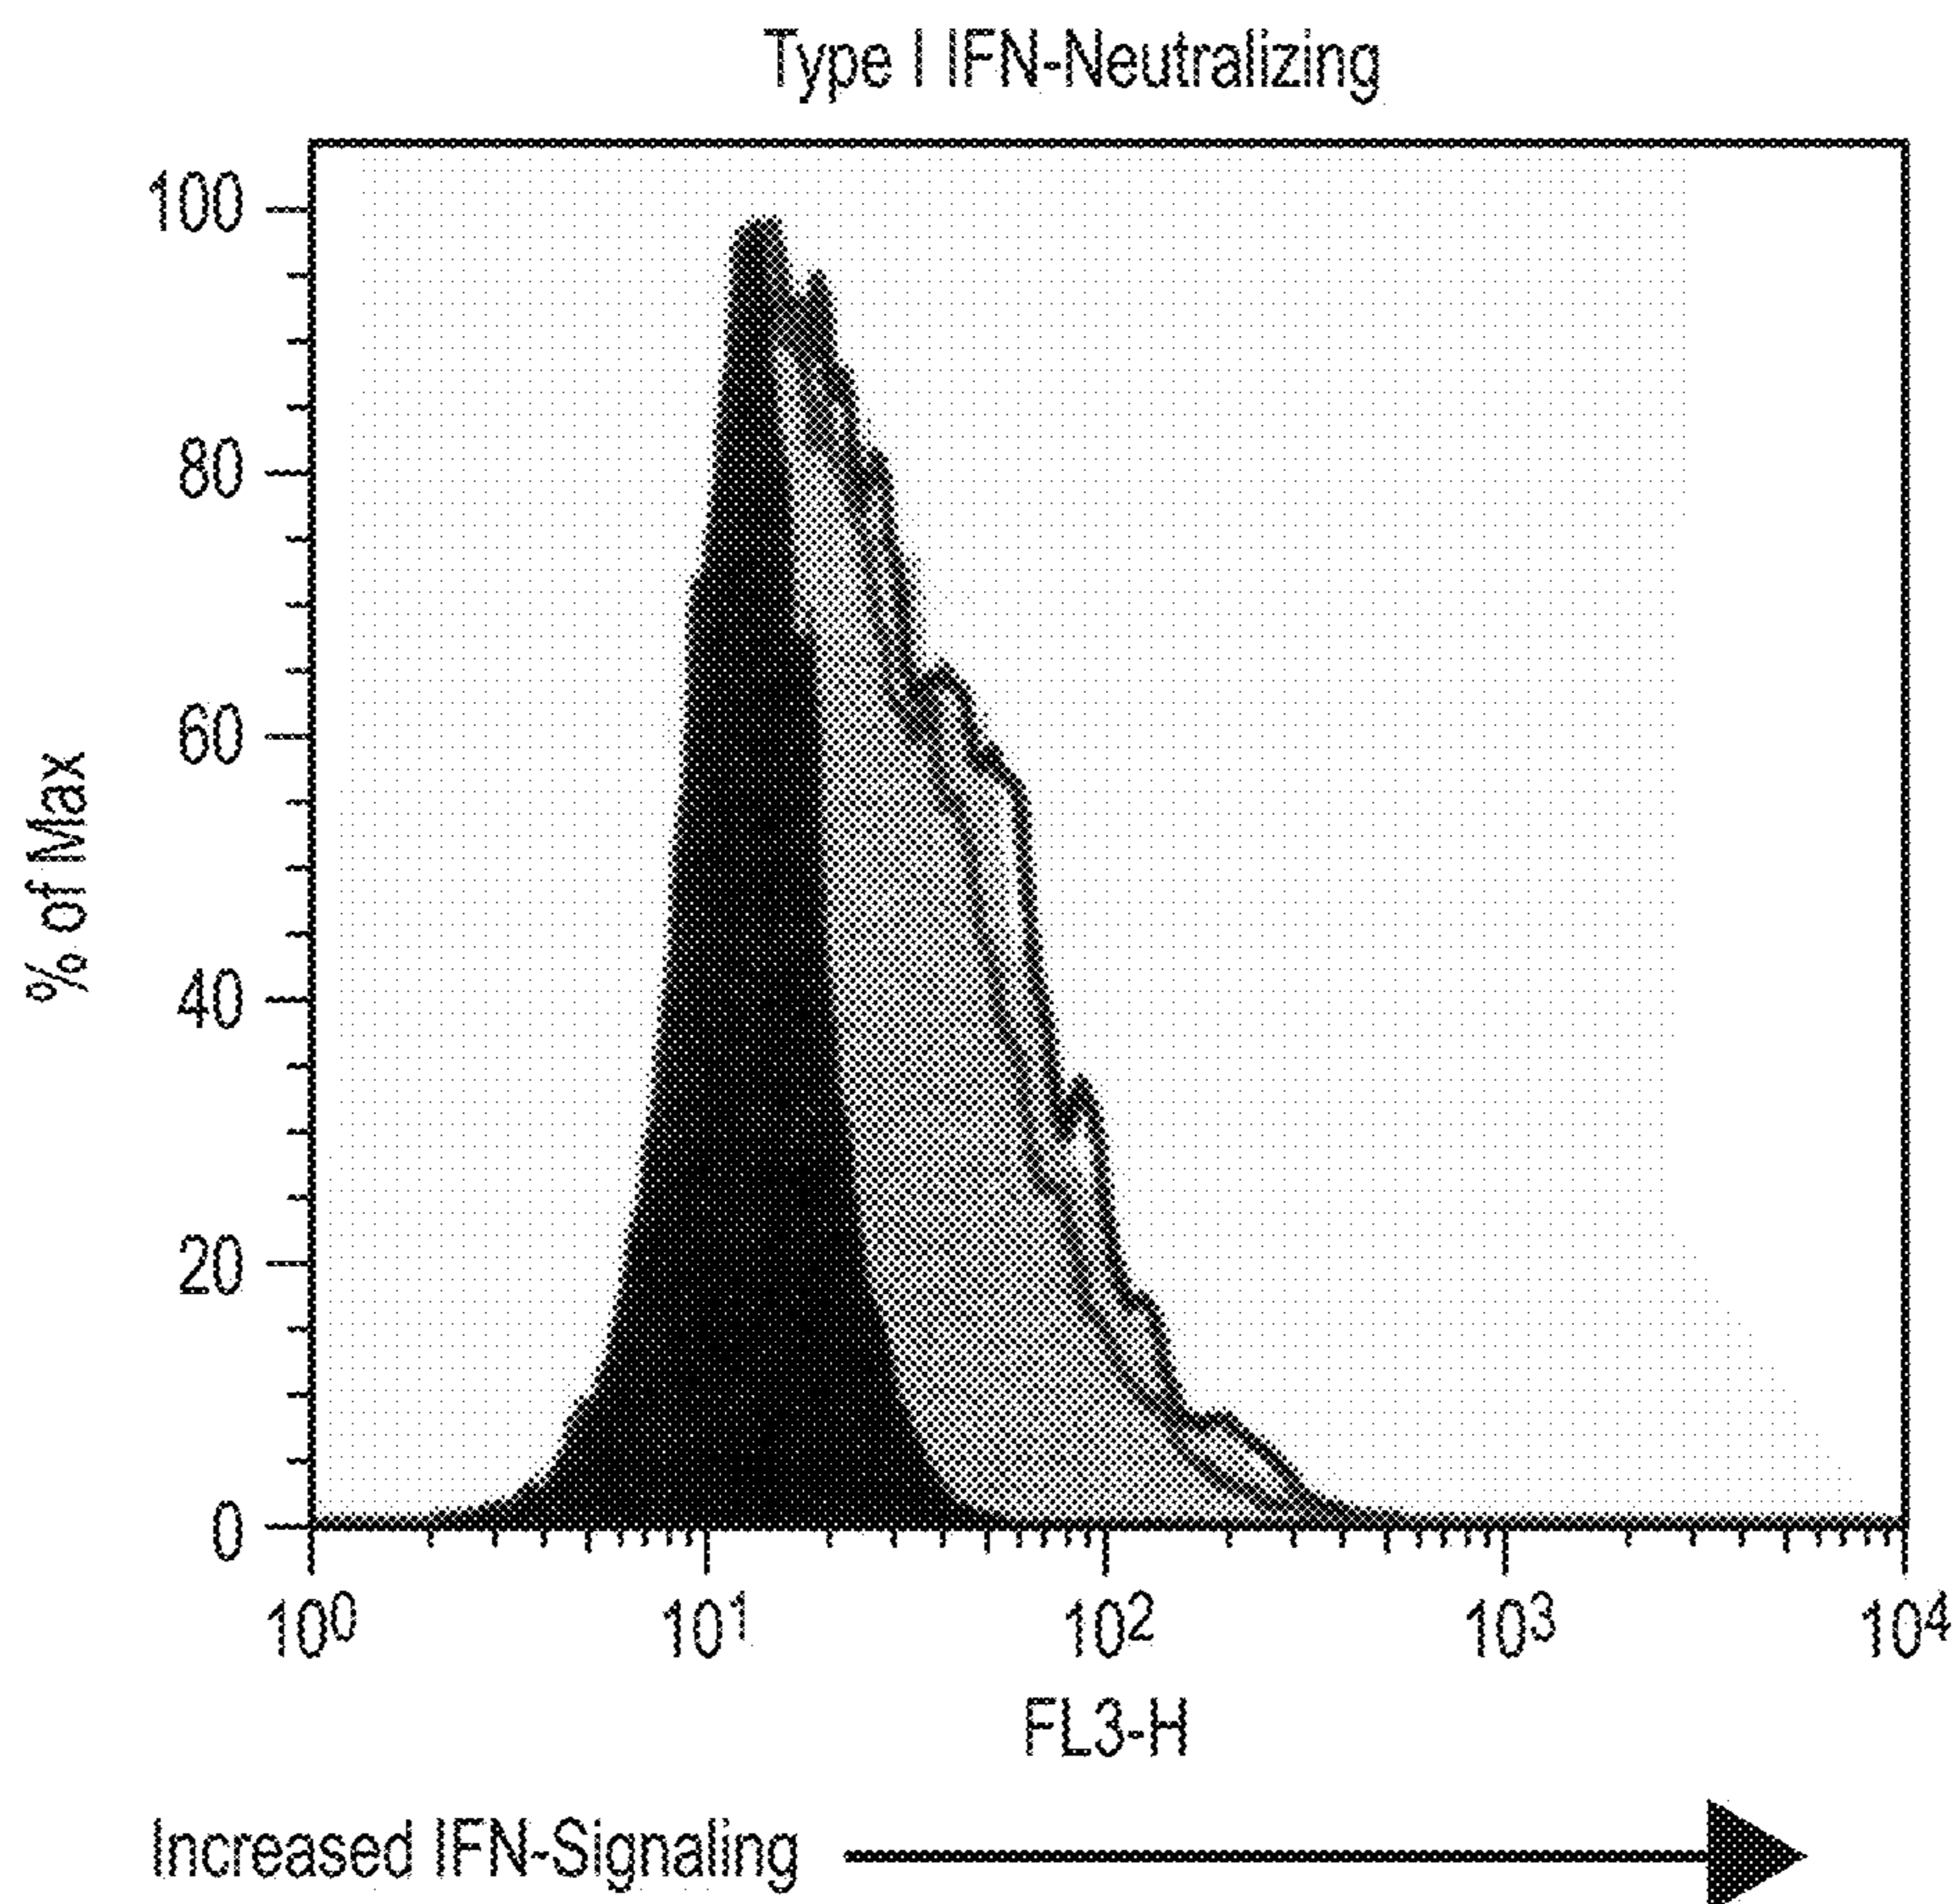 Type I IFN-Neutralizing
100
80
60
40
20
0
% of Max
10⁰ 10¹ 10² 10³ 10⁴
FL3-H
Increased IFN-Signaling